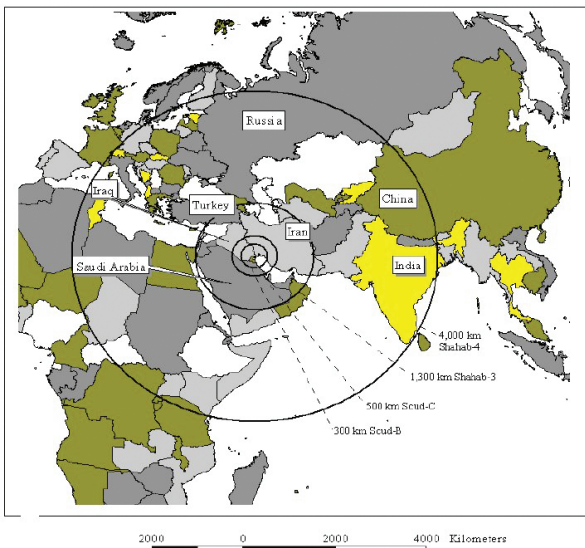 Russia
Iraq
Turkey
China
Iran
Saudi Arabia
India
4,000 km
Shahab-4
1,300 km Shahab-3
500 km Scud-C
300 km Scud-B
2000 0 2000 4000 Kilometers